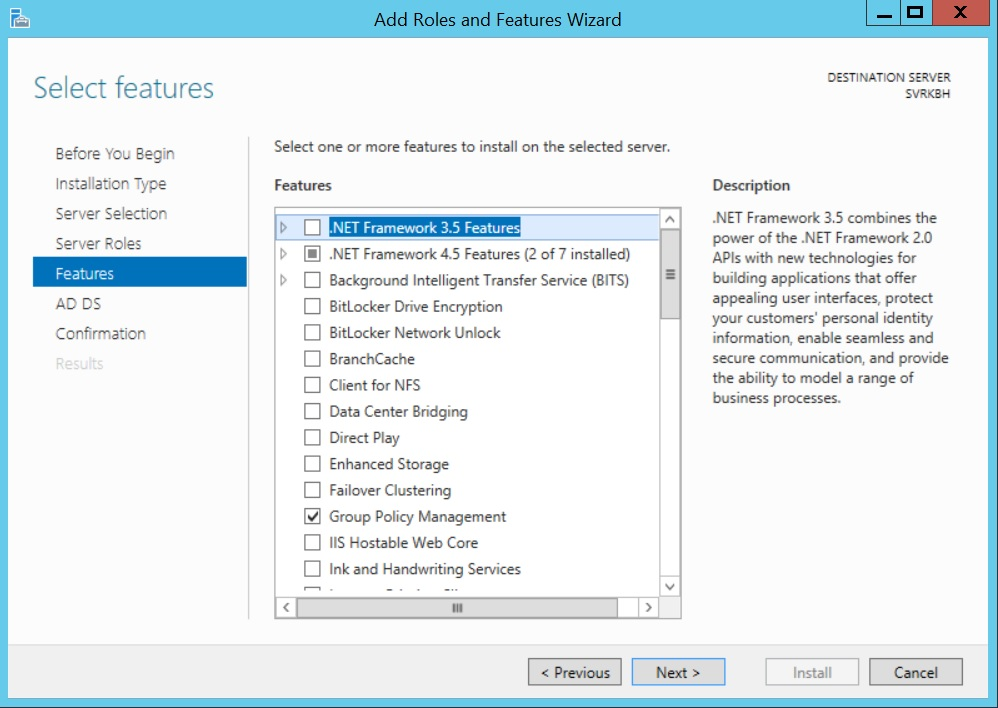 Add Roles and Features Wizard
X
Select features
DESTINATION SERVER
SVRKBH
Before You Begin
Installation Type
Server Selection
Server Roles
Features
AD DS
Confirmation
Results
Select one or more features to install on the selected server.
Features
.NET Framework 3.5 Features
.NET Framework 4.5 Features (2 of 7 installed)
Background Intelligent Transfer Service (BITS)
BitLocker Drive Encryption
BitLocker Network Unlock
BranchCache
Client for NFS
Data Center Bridging
Direct Play
Enhanced Storage
Failover Clustering
Group Policy Management
IIS Hostable Web Core
Ink and Handwriting Services
Description
.NET Framework 3.5 combines the
power of the .NET Framework 2.0
APIs with new technologies for
building applications that offer
appealing user interfaces, protect
your customers' personal identity
information, enable seamless and
secure communication, and provide
the ability to model a range of
business processes.
< Previous
Next >
Install
Cancel